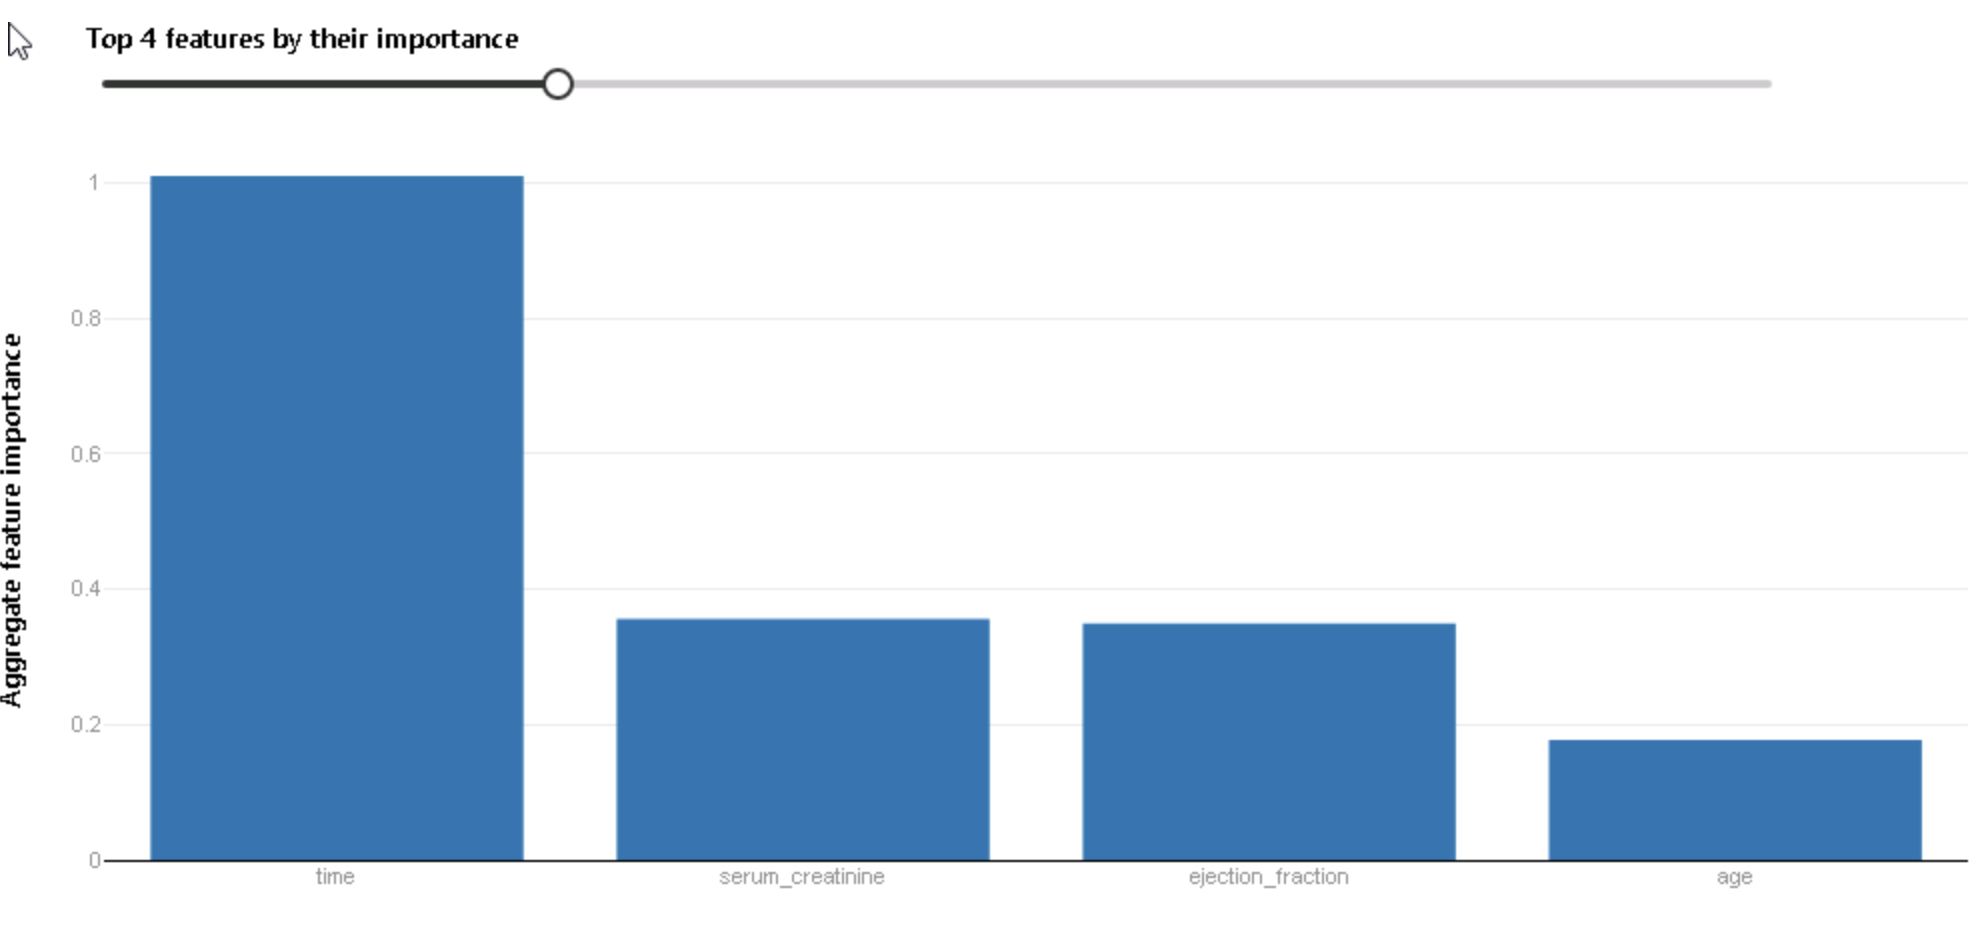 Top 4 features by their importance
Aggregate feature importance
1
0.8
0.6
0.4
0.2
0
time
serum_creatinine
ejection_fraction
age